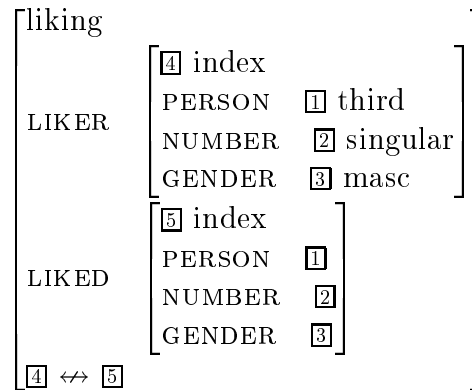 liking
LIKER
4 index
PERSON 1 third
NUMBER 2 singular
GENDER 3 masc
LIKED
5 index
PERSON 1
NUMBER 2
GENDER 3
4 ↮ 5